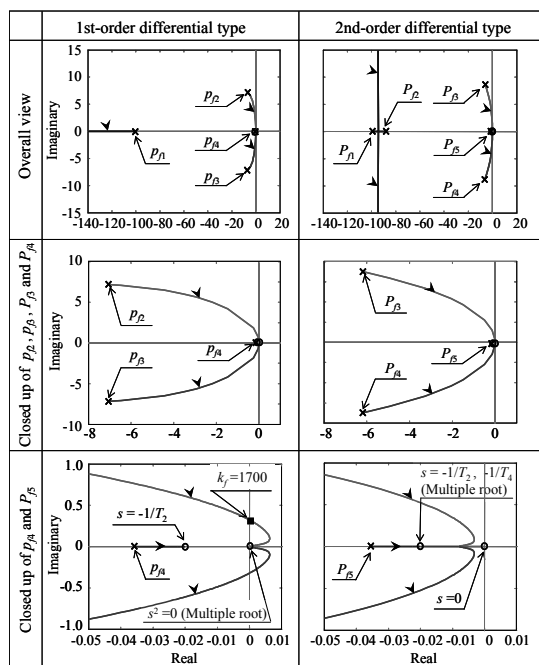 1st-order differential type
2nd-order differential type
Overall view
Imaginary
15
10
5
0
-5
-10
15
-140 -120 -100 -80 -60 -40 -20 0 20
p_f2
p_f4
p_f1
p_f3
-140 -120 -100 -80 -60 -40 -20 0 20
P_f2
P_f3
P_f1
P_f5
P_f4
Closed up of p_f2, p_f3, P_f3 and P_f4
Imaginary
10
5
0
-5
-10
-8 -6 -4 -2 0
p_f2
p_f4
p_f3
-8 -6 -4 -2 0
P_f3
P_f5
P_f4
Closed up of p_f4 and P_f5
Imaginary
1.0
0.5
0
-0.5
-1.0
-0.05 -0.04 -0.03 -0.02 -0.01 0 0.01
Real
k_f=1700
s=-1/T_2
p_f4
s^2=0 (Multiple root)
-0.05 -0.04 -0.03 -0.02 -0.01 0 0.01
Real
s = -1/T_2 , -1/T_4
(Multiple root)
P_f5
s=0